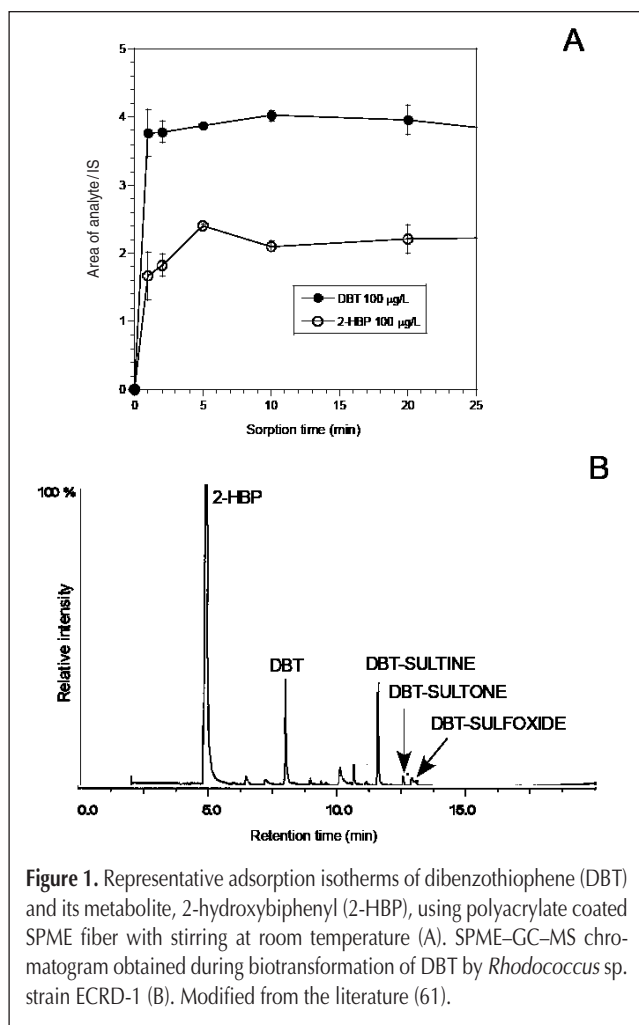 A
5
4
3
2
1
0
Area of analyte/IS
DBT 100 µg/L
2-HBP 100 µg/L
0 5 10 15 20 25
Sorption time (min)
B
100 %
2-HBP
Relative intensity
DBT
DBT-SULTINE
DBT-SULTONE
DBT-SULFOXIDE
0.0 5.0 10.0 15.0
Retention time (min)
Figure 1. Representative adsorption isotherms of dibenzothiophene (DBT)
and its metabolite, 2-hydroxybiphenyl (2-HBP), using polyacrylate coated
SPME fiber with stirring at room temperature (A). SPME–GC–MS chro-
matogram obtained during biotransformation of DBT by Rhodococcus sp.
strain ECRD-1 (B). Modified from the literature (61).